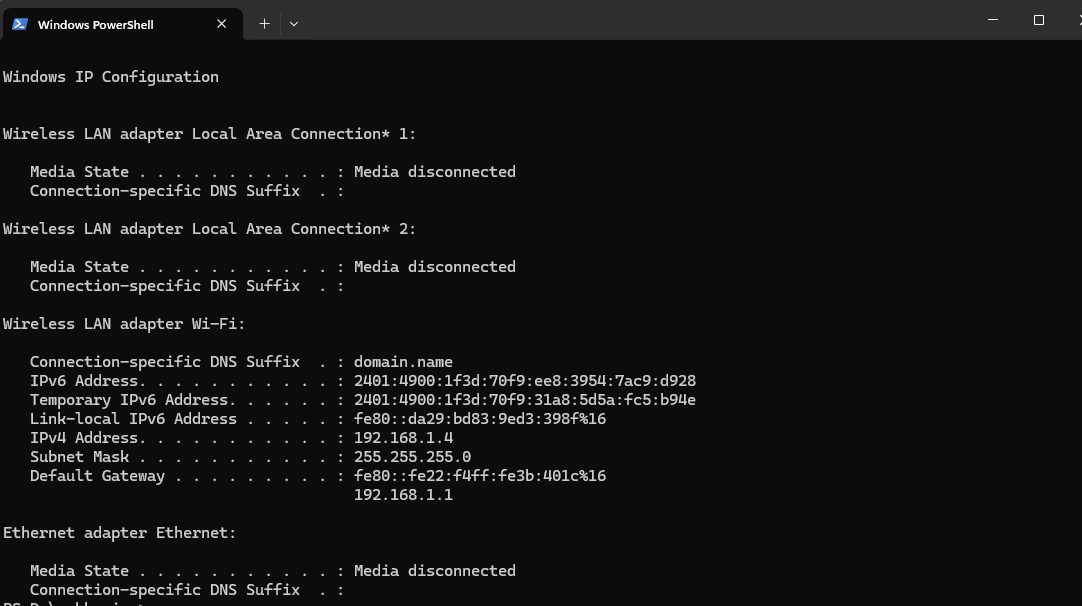 Windows PowerShell
Windows IP Configuration
Wireless LAN adapter Local Area Connection* 1:
Media State . . . . . . . . . . . : Media disconnected
Connection-specific DNS Suffix  . :
Wireless LAN adapter Local Area Connection* 2:
Media State . . . . . . . . . . . : Media disconnected
Connection-specific DNS Suffix  . :
Wireless LAN adapter Wi-Fi:
Connection-specific DNS Suffix  . : domain.name
IPv6 Address. . . . . . . . . . . : 2401:4900:1f3d:70f9:ee8:3954:7ac9:d928
Temporary IPv6 Address. . . . . . : 2401:4900:1f3d:70f9:31a8:5d5a:fc5:b94e
Link-local IPv6 Address . . . . . : fe80::da29:bd83:9ed3:398f%16
IPv4 Address. . . . . . . . . . . : 192.168.1.4
Subnet Mask . . . . . . . . . . . : 255.255.255.0
Default Gateway . . . . . . . . . : fe80::fe22:f4ff:fe3b:401c%16
192.168.1.1
Ethernet adapter Ethernet:
Media State . . . . . . . . . . . : Media disconnected
Connection-specific DNS Suffix  . :